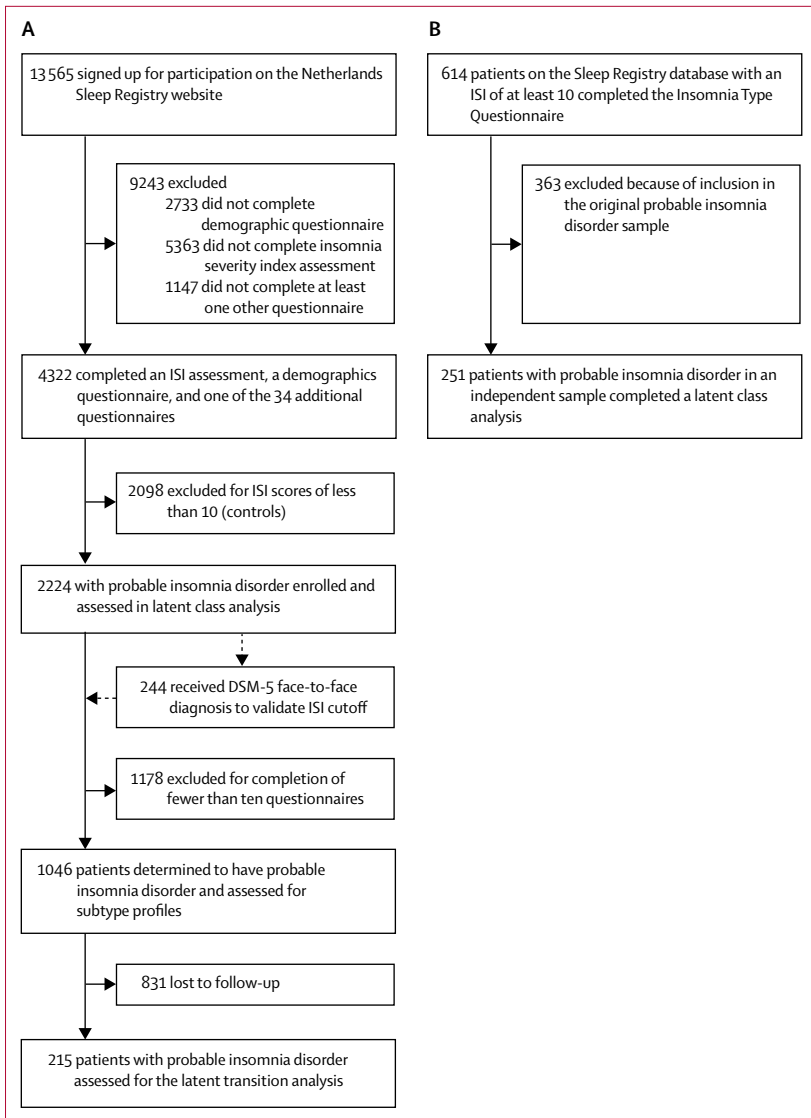 A
13 565 signed up for participation on the Netherlands
Sleep Registry website
9243 excluded
2733 did not complete
demographic questionnaire
5363 did not complete insomnia
severity index assessment
1147 did not complete at least
one other questionnaire
4322 completed an ISI assessment, a demographics
questionnaire, and one of the 34 additional
questionnaires
2098 excluded for ISI scores of less
than 10 (controls)
2224 with probable insomnia disorder enrolled and
assessed in latent class analysis
244 received DSM-5 face-to-face
diagnosis to validate ISI cutoff
1178 excluded for completion of
fewer than ten questionnaires
1046 patients determined to have probable
insomnia disorder and assessed for
subtype profiles
831 lost to follow-up
215 patients with probable insomnia disorder
assessed for the latent transition analysis
B
614 patients on the Sleep Registry database with an
ISI of at least 10 completed the Insomnia Type
Questionnaire
363 excluded because of inclusion in
the original probable insomnia
disorder sample
251 patients with probable insomnia disorder in an
independent sample completed a latent class
analysis